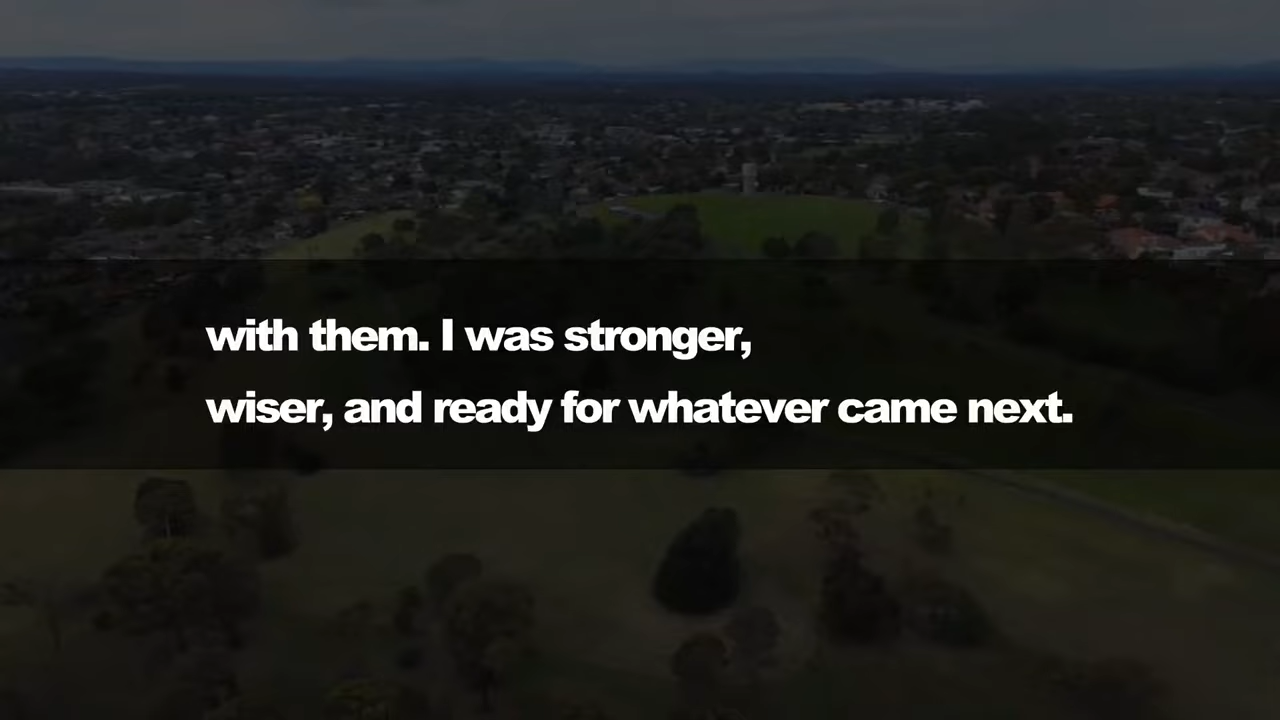 with them. I was stronger,
wiser, and ready for whatever came next.